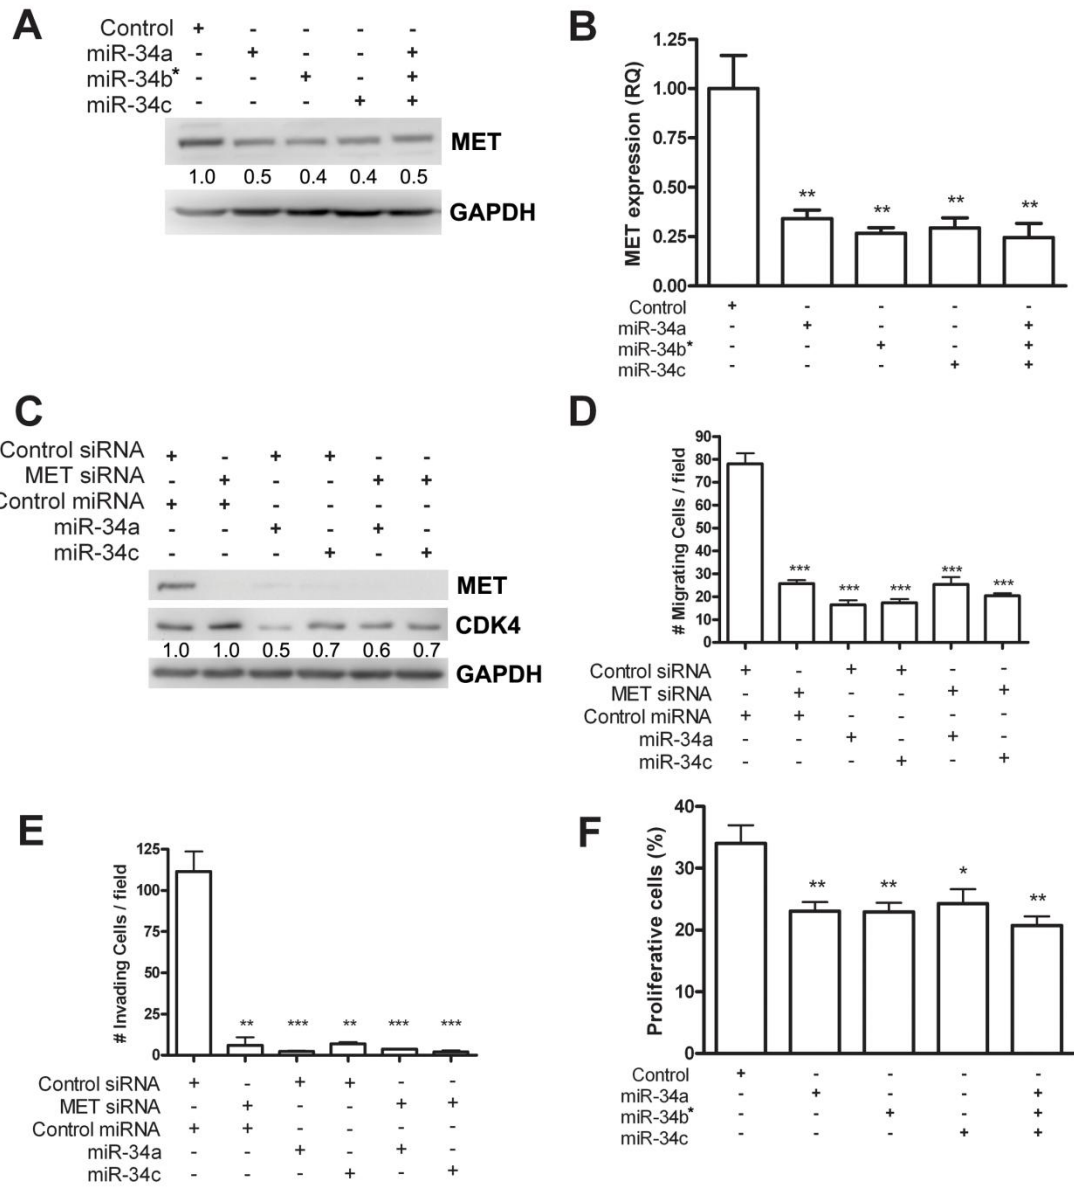 A
Control + - - - -
miR-34a - + - - +
miR-34b* - - + - +
miR-34c - - - + +
MET
1.0 0.5 0.4 0.4 0.5
GAPDH
B
MET expression (RQ)
1.25
1.00
0.75
0.50
0.25
0.00
** ** ** **
Control + - - - -
miR-34a - + - - +
miR-34b* - - + - +
miR-34c - - - + +
C
Control siRNA + - + + - -
MET siRNA - + - - + +
Control miRNA + + - - - -
miR-34a - - + - + -
miR-34c - - - + - +
MET
CDK4
1.0 1.0 0.5 0.7 0.6 0.7
GAPDH
D
# Migrating Cells / field
90
80
70
60
50
40
30
20
10
0
*** *** *** *** ***
Control siRNA + - + + - -
MET siRNA - + - - + +
Control miRNA + + - - - -
miR-34a - - + - + -
miR-34c - - - + - +
E
# Invading Cells / field
125
100
75
50
25
0
** *** ** *** ***
Control siRNA + - + + - -
MET siRNA - + - - + +
Control miRNA + + - - - -
miR-34a - - + - + -
miR-34c - - - + - +
F
Proliferative cells (%)
40
30
20
10
0
** ** * **
Control + - - - -
miR-34a - + - - +
miR-34b* - - + - +
miR-34c - - - + +